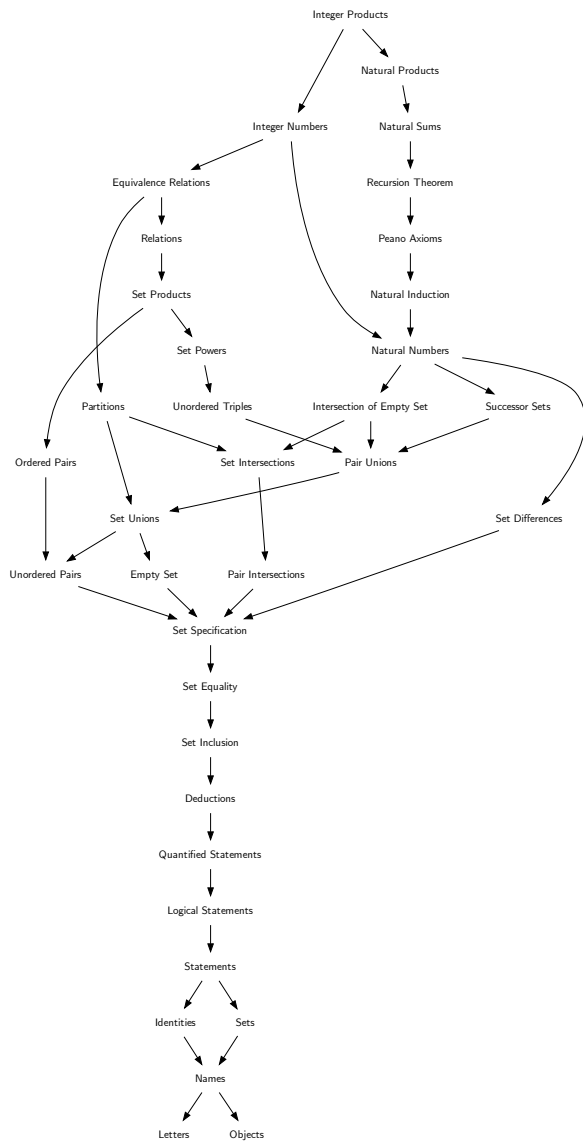 Integer Products
Natural Products
Integer Numbers
Natural Sums
Equivalence Relations
Recursion Theorem
Relations
Peano Axioms
Set Products
Natural Induction
Set Powers
Natural Numbers
Partitions
Unordered Triples
Intersection of Empty Set
Successor Sets
Ordered Pairs
Set Intersections
Pair Unions
Set Unions
Set Differences
Unordered Pairs
Empty Set
Pair Intersections
Set Specification
Set Equality
Set Inclusion
Deductions
Quantified Statements
Logical Statements
Statements
Identities
Sets
Names
Letters
Objects